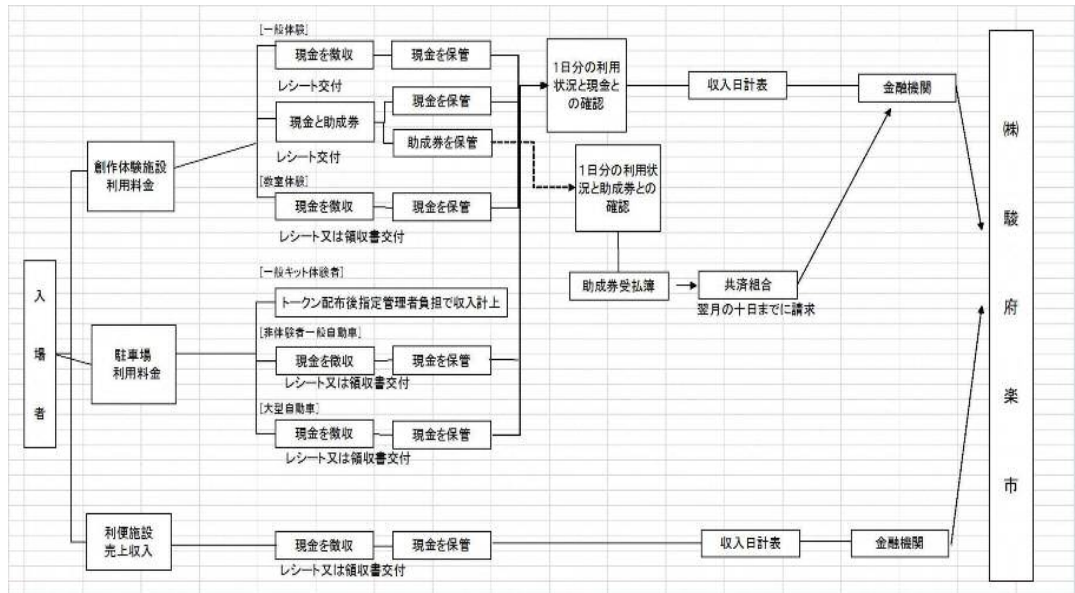 入場者
創作体験施設
利用料金
駐車場
利用料金
利便施設
売上収入
[一般体験]
現金を徴収
現金を保管
レシート交付
現金と助成券
現金を保管
助成券を保管
レシート交付
[教室体験]
現金を徴収
現金を保管
レシート又は領収書交付
[一般キット体験者]
トークン配布後指定管理者負担で収入計上
[非体験者一般自動車]
現金を徴収
現金を保管
レシート又は領収書交付
[大型自動車]
現金を徴収
現金を保管
レシート又は領収書交付
現金を徴収
現金を保管
レシート又は領収書交付
1日分の利用
状況と現金と
の確認
1日分の利用状
況と助成券との
確認
助成券受払簿
共済組合
翌月の十日までに請求
収入日計表
金融機関
収入日計表
金融機関
㈱駿府楽市